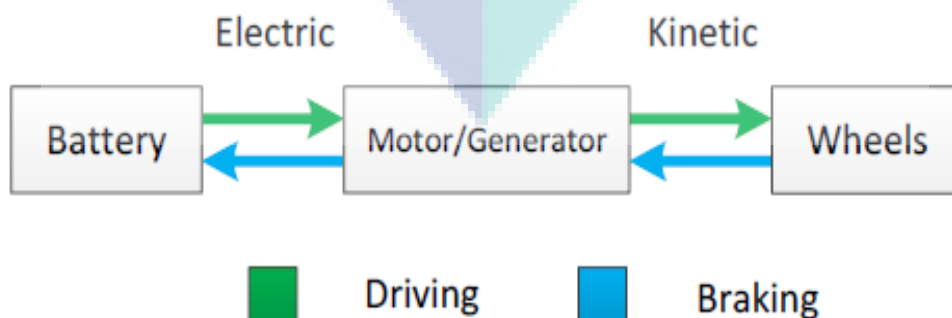 Electric Kinetic
Battery Motor/Generator Wheels
Driving Braking